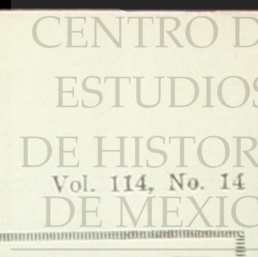 CENTRO D
ESTUDIOS
DE HISTOR
Vol. 114, No. 14
DE MEXIC